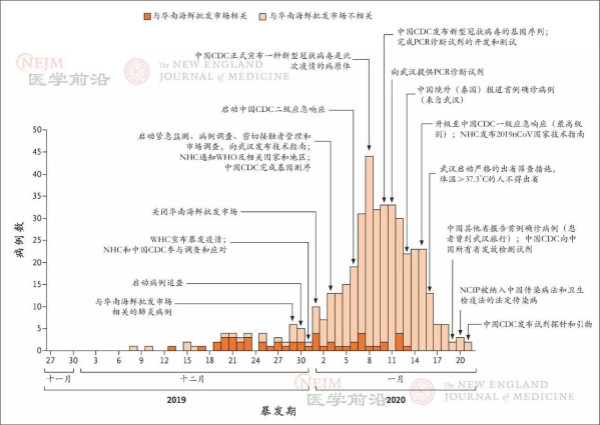 与华南海鲜批发市场相关 与华南海鲜批发市场不相关
NEJM
医学前沿
The NEW ENGLAND
JOURNAL of MEDICINE
中国CDC发布新型冠状病毒的基因序列;
完成PCR诊断试剂的开发和测试
中国CDC正式宣布一种新型冠状病毒是此
次疫情的病原体
向武汉提供PCR诊断试剂
中国境外(泰国)报道首例确诊病例
(来自武汉)
启动中国CDC二级应急响应
升级至中国CDC一级应急响应(最高级
别);NHC发布2019nCoV国家技术指南
启动紧急监测、病例调查、密切接触者管理和
市场调查,向武汉发布技术指南;
NHC通知WHO及相关国家和地区;
中国CDC完成基因测序
武汉启动严格的出省筛查措施,
体温≥37.3℃的人不得出省
关闭华南海鲜批发市场
WHC宣布暴发疫情;
NHC和中国CDC参与调查和应对
中国其他省报告首例确诊病例(患
者曾到武汉旅行);中国CDC向中
国所有省发放检测试剂
启动病例巡查
NCIP被纳入中国传染病法和卫生
检疫法的法定传染病
与华南海鲜批发市场
相关的肺炎病例
中国CDC发布试剂探针和引物
病例数
50
45
40
35
30
25
20
15
10
5
0
27 30 3 6 9 12 15 18 21 24 27 30 2 5 8 11 14 17 20
十一月 十二月 一月
2019 2020
暴发期
NEJM
医学前沿
The NEW ENGLAND
JOURNAL of MEDICINE